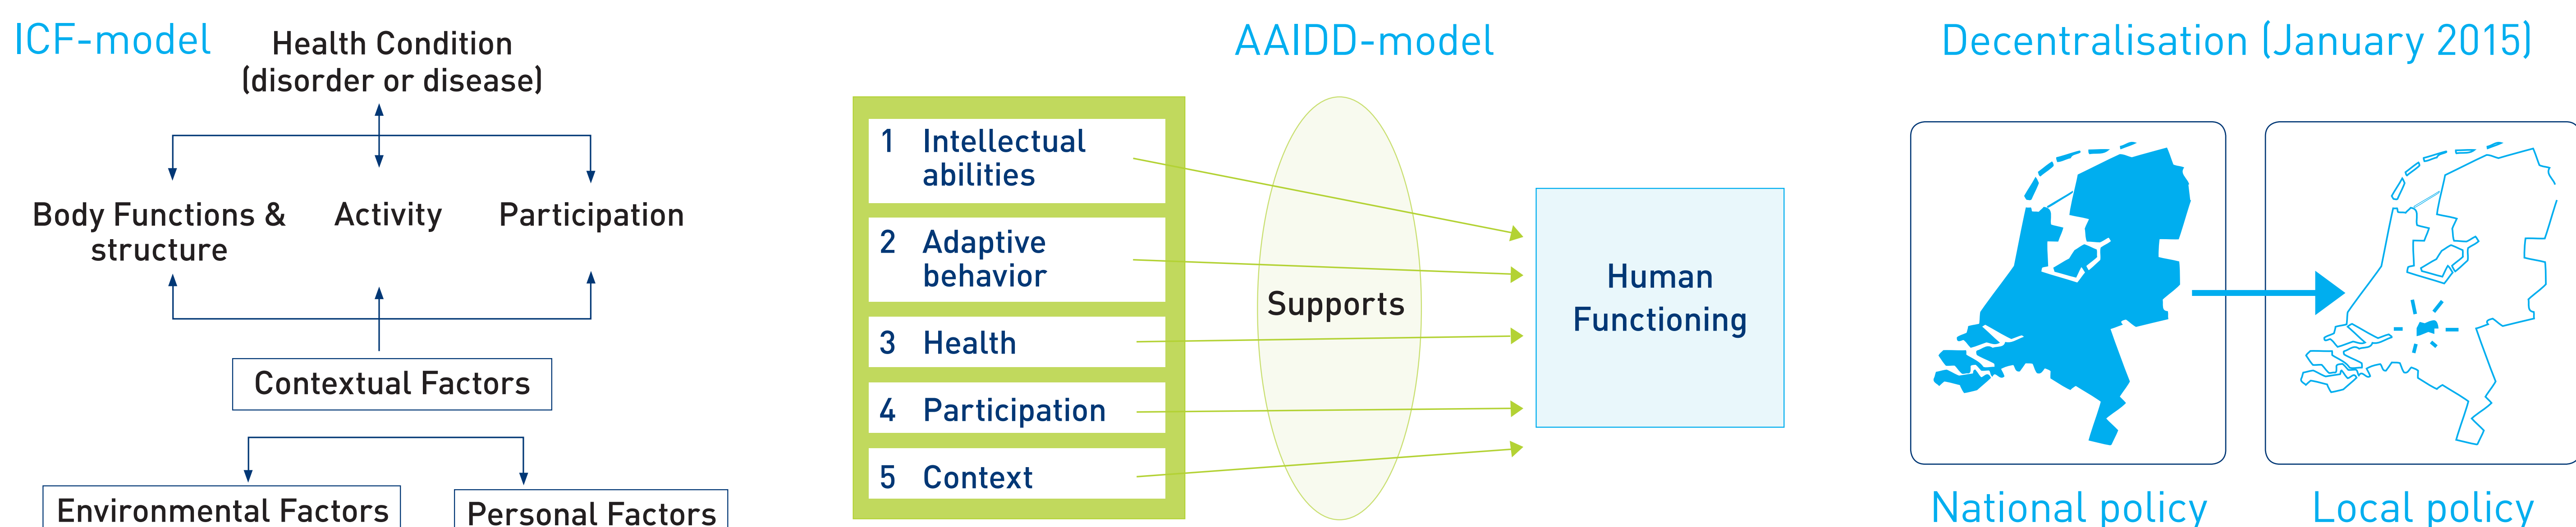 ICF-model
Health Condition
(disorder or disease)
Body Functions &
structure
Activity
Participation
Contextual Factors
Environmental Factors
Personal Factors
AAIDD-model
1 Intellectual
abilities
2 Adaptive
behavior
3 Health
4 Participation
5 Context
Supports
Human
Functioning
Decentralisation (January 2015)
National policy
Local policy